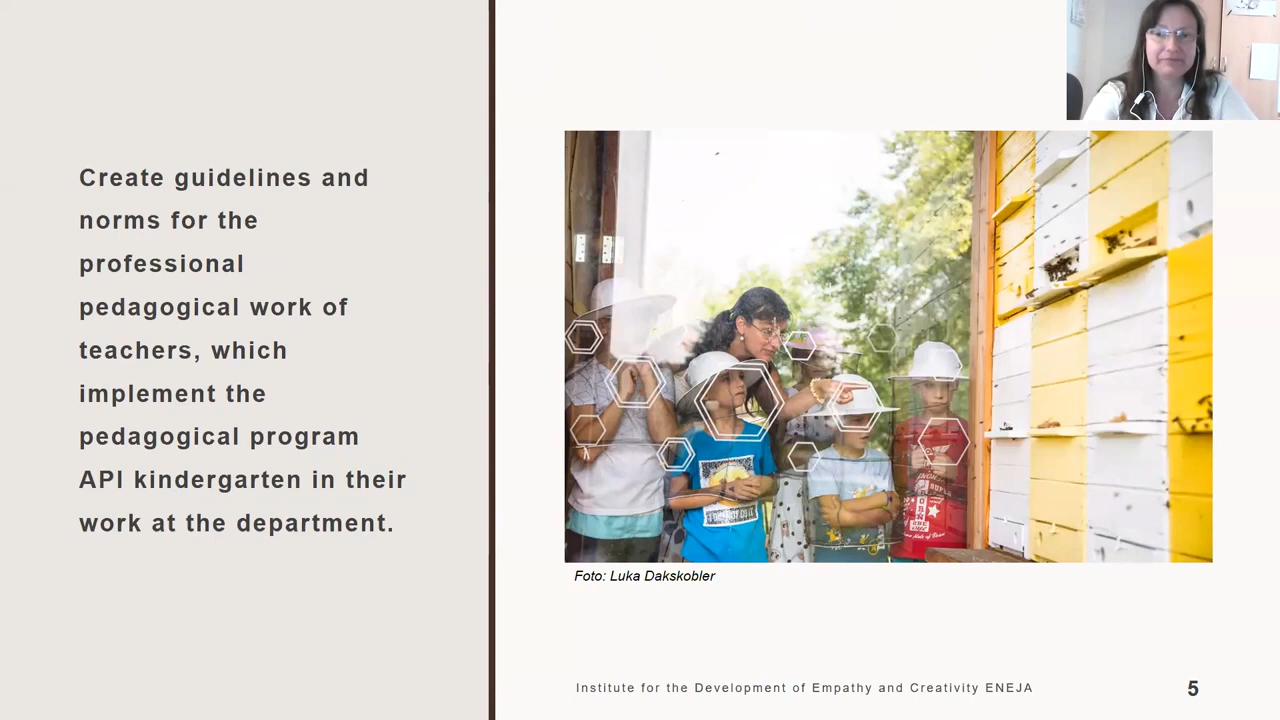 Create guidelines and
norms for the
professional
pedagogical work of
teachers, which
implement the
pedagogical program
API kindergarten in their
work at the department.
Foto: Luka Dakskobler
Institute for the Development of Empathy and Creativity ENEJA
5